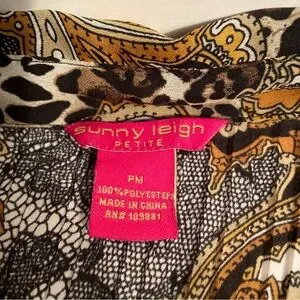 sunny leigh
PETITE
PM
100% POLYESTER
MADE IN CHINA
RN# 103881